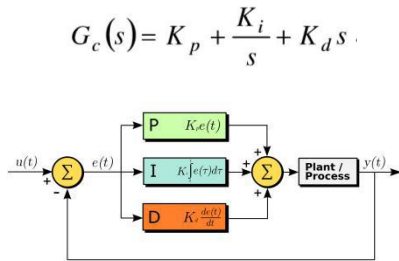 G_c(s) = K_p + K_i/s + K_d s
P K_p e(t)
u(t) Σ e(t) I K_i∫e(τ)dτ Σ Plant / Process y(t)
+ - + + +
D K_d de(t)/dt